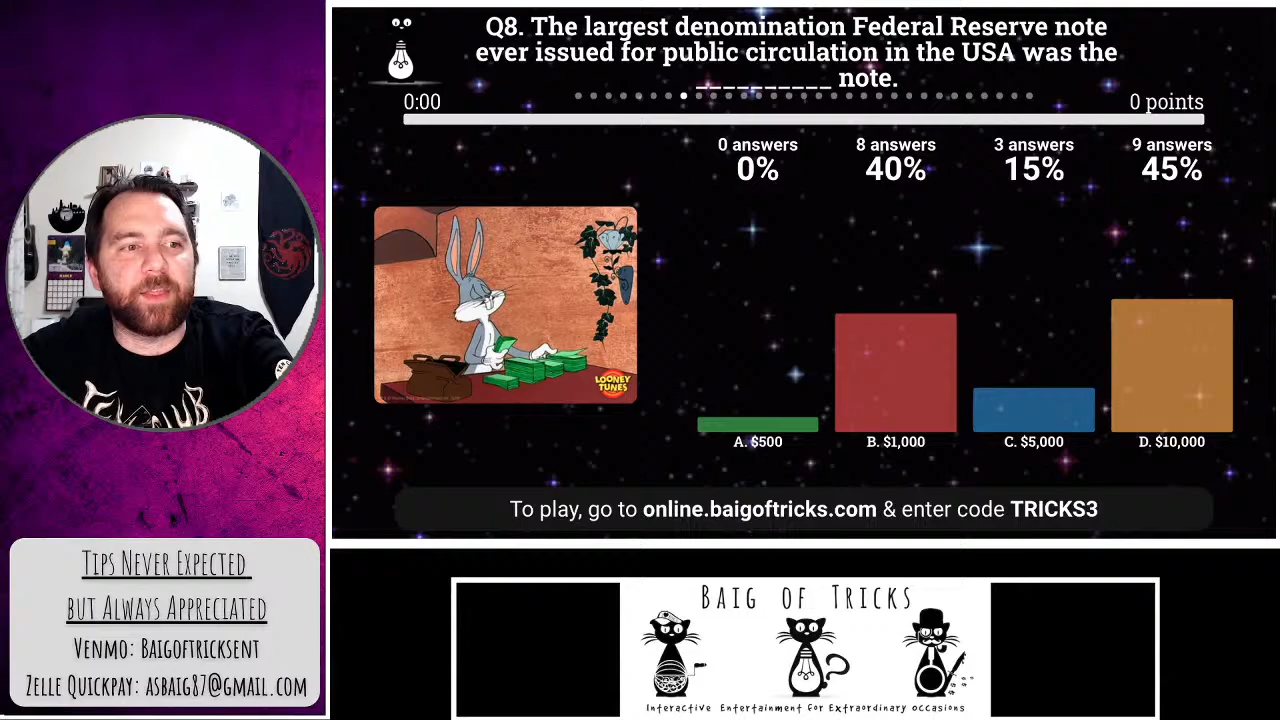 Q8. The largest denomination Federal Reserve note
ever issued for public circulation in the USA was the
__________ note.
0:00
0 points
0 answers
0%
8 answers
40%
3 answers
15%
9 answers
45%
LOONEY
TUNES
A. $500
B. $1,000
C. $5,000
D. $10,000
To play, go to online.baigoftricks.com & enter code TRICKS3
Tips Never Expected
but Always Appreciated
Venmo: Baigoftricksent
Zelle Quickpay: asbaig87@gmail.com
Baig of Tricks
Interactive Entertainment for Extraordinary occasions